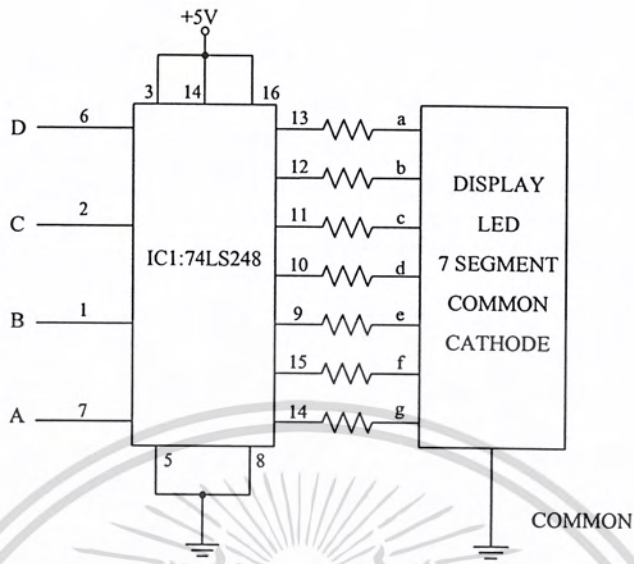 +5V
3 14 16
D 6 13 a
12 b
C 2 11 c
IC1:74LS248
10 d
B 1 9 e
15 f
A 7 14 g
5 8
DISPLAY
LED
7 SEGMENT
COMMON
CATHODE
COMMON